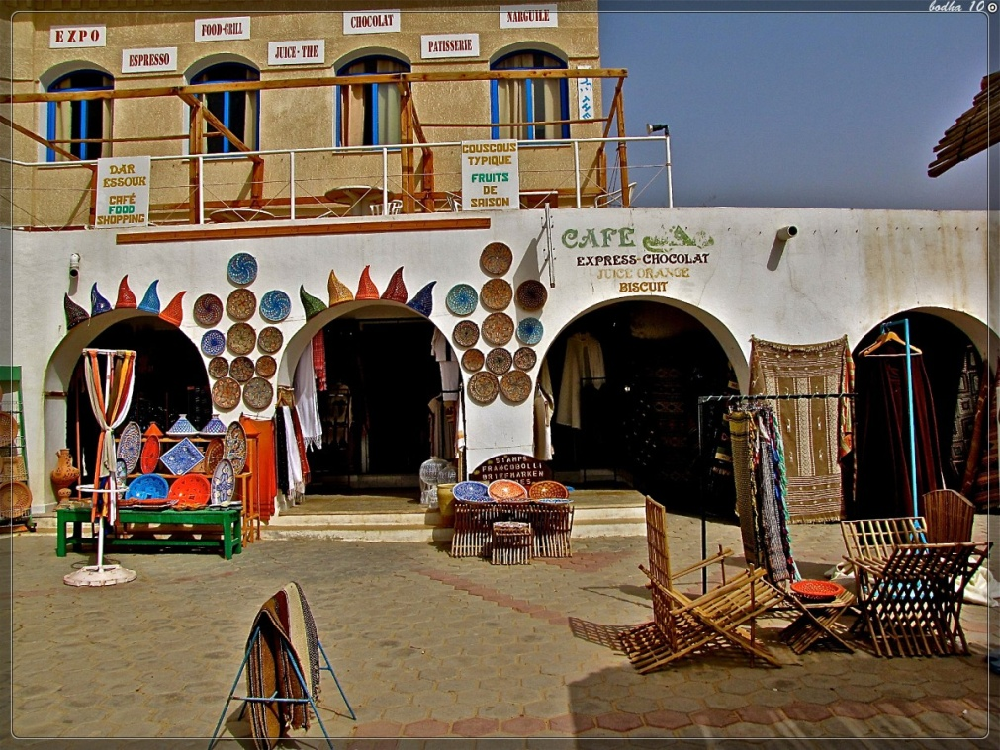 bodha 10
EXPO
ESPRESSO
FOOD-GRILL
JUICE-THE
CHOCOLAT
PATISSERIE
NARGUILE
DAR
ESSOUK
CAFÉ
FOOD
SHOPPING
COUSCOUS
TYPIQUE
FRUITS
DE
SAISON
CAFE
EXPRESS-CHOCOLAT
JUICE ORANGE
BISCUIT
STAMPS
FRANCOBOLLI
BRIEFMARKEN